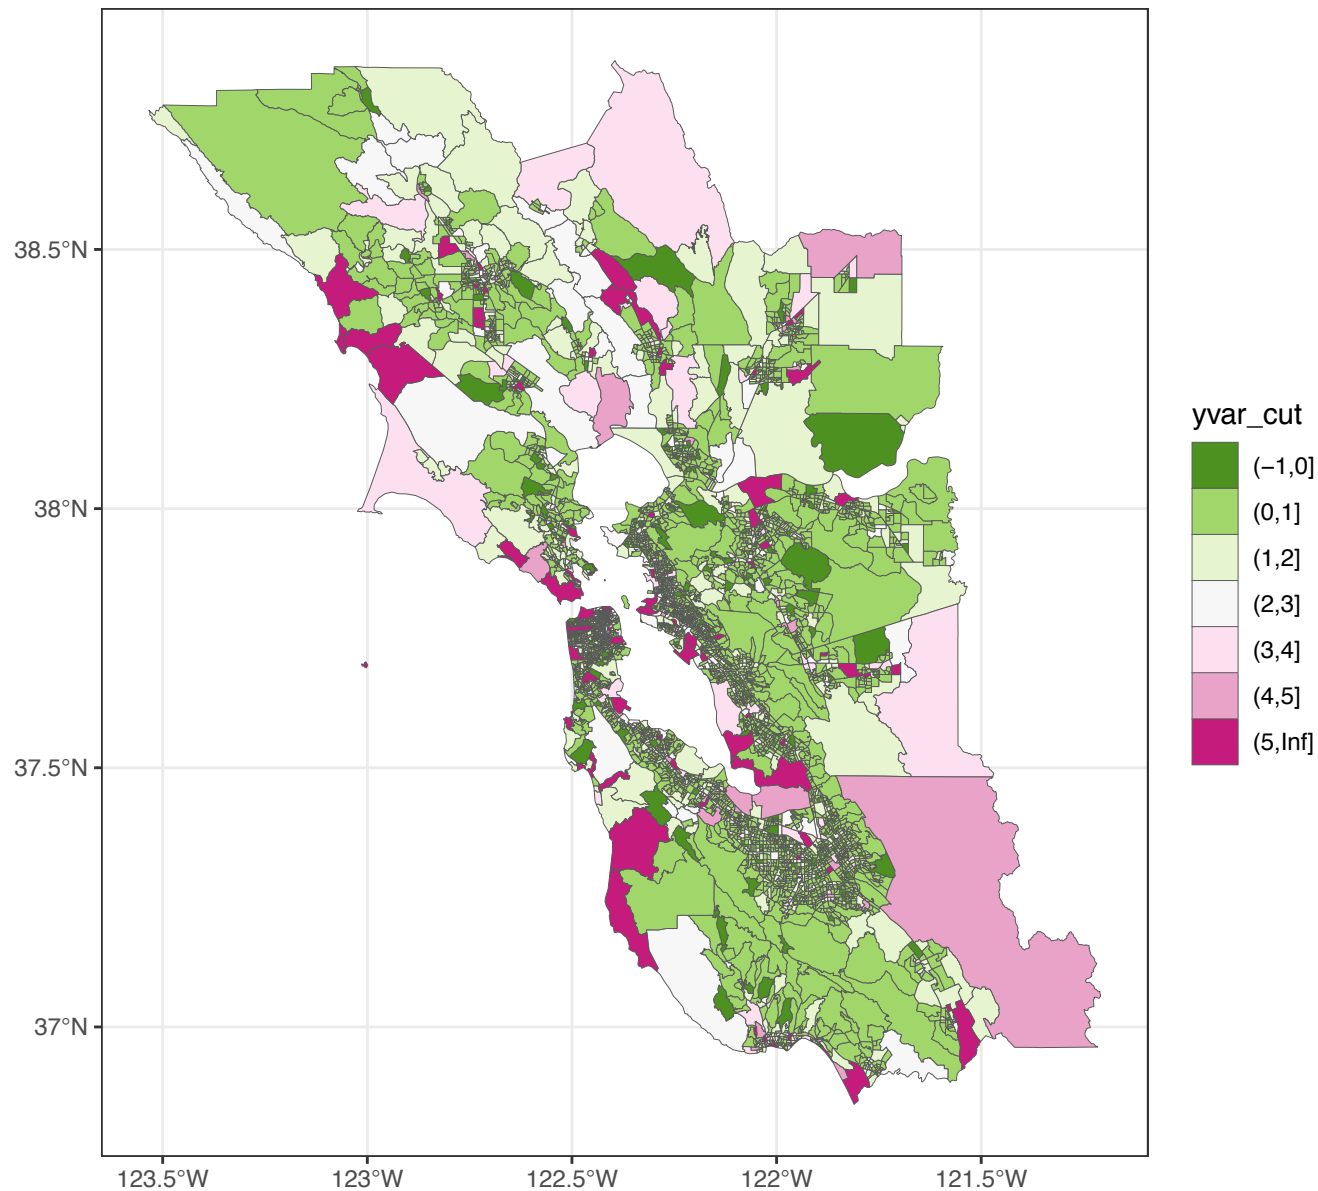 38.5°N
38°N
37.5°N
37°N
123.5°W
123°W
122.5°W
122°W
121.5°W
yvar_cut
(−1,0]
(0,1]
(1,2]
(2,3]
(3,4]
(4,5]
(5,Inf]